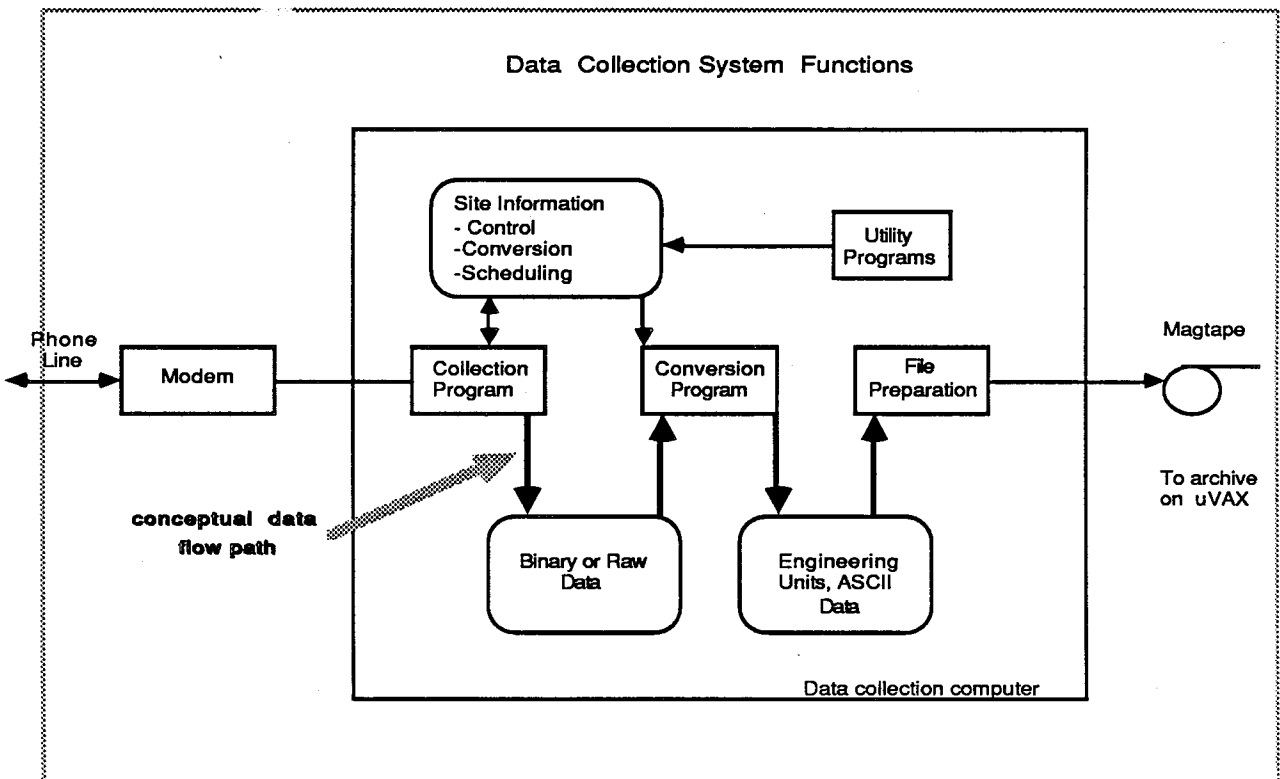 Data Collection System Functions
Site Information
- Control
-Conversion
-Scheduling
Utility
Programs
Phone
Line
Modem
Collection
Program
Conversion
Program
File
Preparation
Magtape
To archive
on uVAX
conceptual data
flow path
Binary or Raw
Data
Engineering
Units, ASCII
Data
Data collection computer